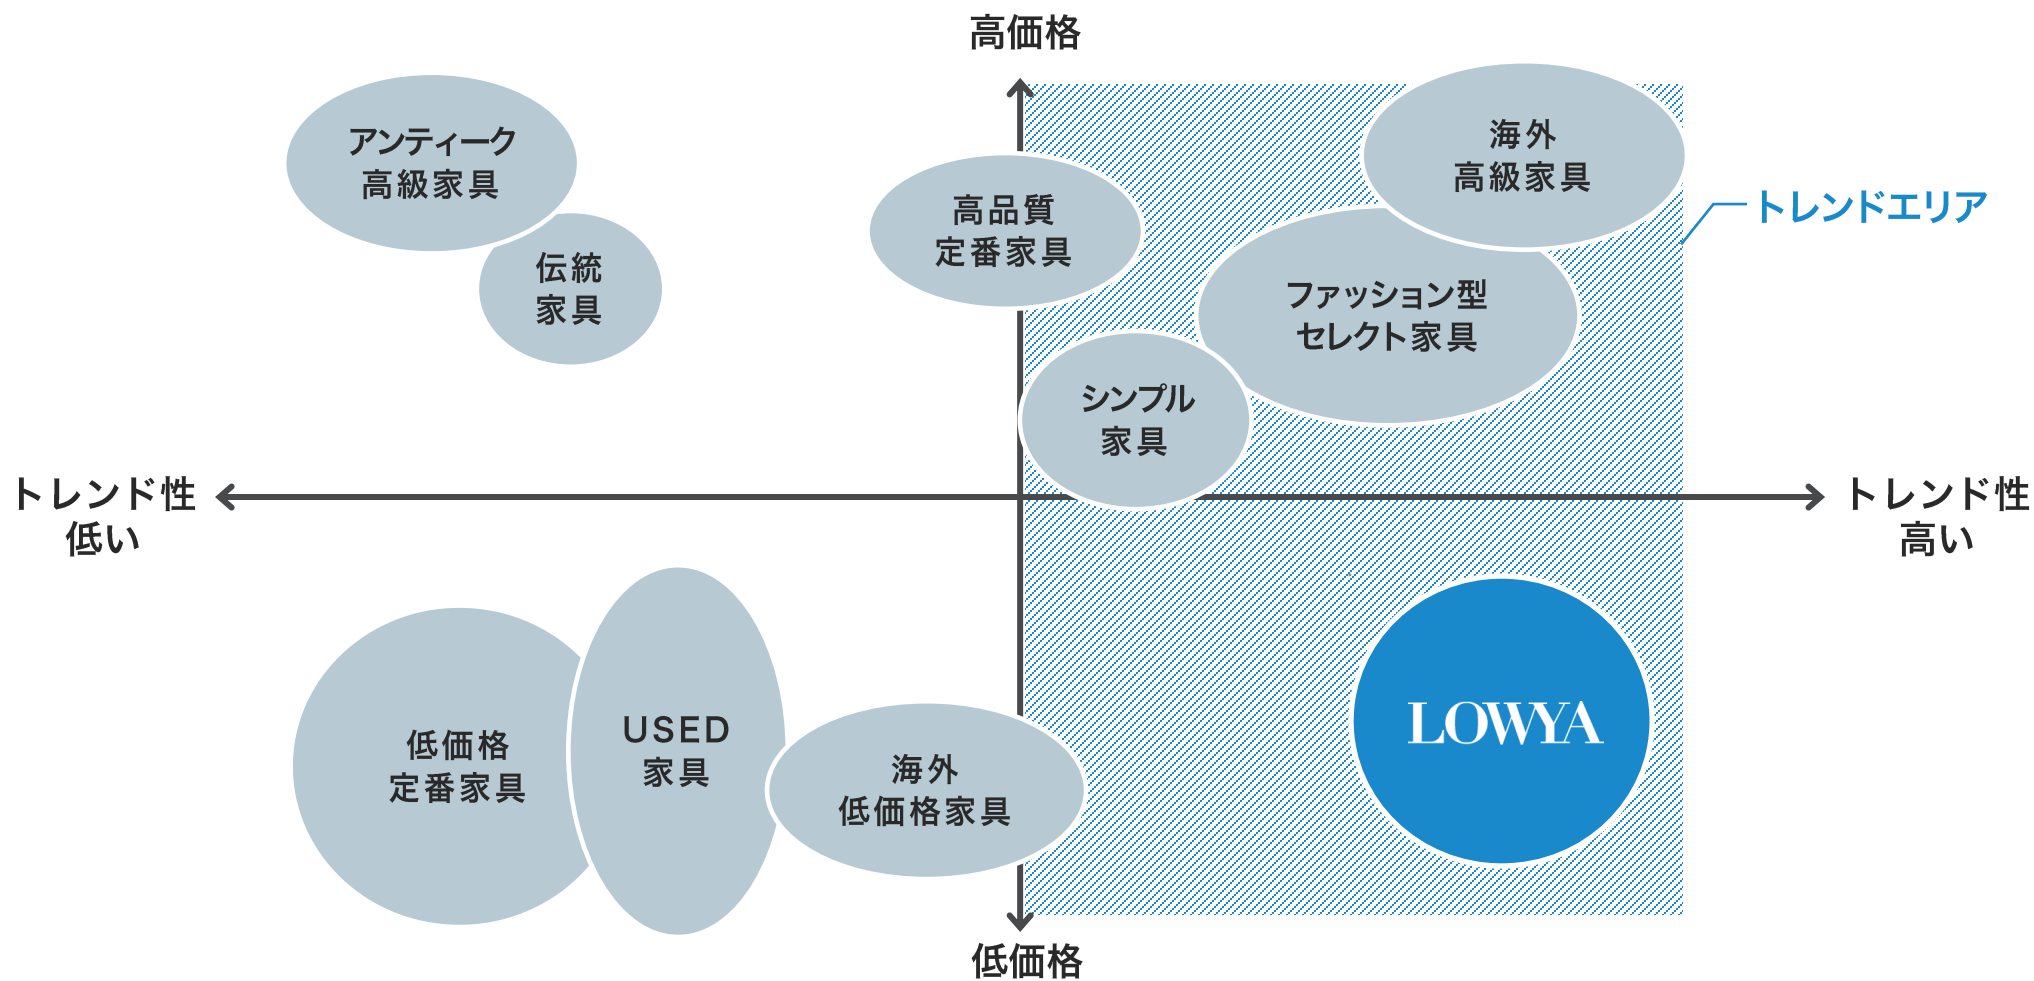 高価格
アンティーク
高級家具
伝統
家具
高品質
定番家具
海外
高級家具
トレンドエリア
ファッション型
セレクト家具
シンプル
家具
トレンド性
低い
トレンド性
高い
低価格
定番家具
USED
家具
海外
低価格家具
LOWYA
低価格